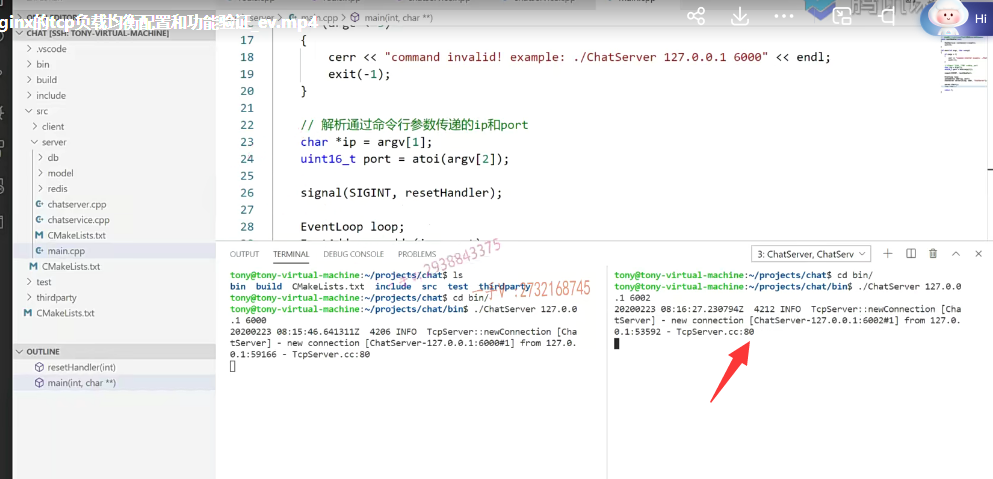 ginx的tcp负载均衡配置和功能验证 ev.mp4
Hi
CHAT [SSH: TONY-VIRTUAL-MACHINE]
.vscode
bin
build
include
src
client
server
db
model
redis
chatserver.cpp
chatservice.cpp
CMakeLists.txt
main.cpp
CMakeLists.txt
test
thirdparty
CMakeLists.txt
OUTLINE
resetHandler(int)
main(int, char **)
main(int, char **)
17 {
18 cerr << "command invalid! example: ./ChatServer 127.0.0.1 6000" << endl;
19 exit(-1);
20 }
21
22 // 解析通过命令行参数传递的ip和port
23 char *ip = argv[1];
24 uint16_t port = atoi(argv[2]);
25
26 signal(SIGINT, resetHandler);
27
28 EventLoop loop;
OUTPUT TERMINAL DEBUG CONSOLE PROBLEMS
3: ChatServer, ChatServ
tony@tony-virtual-machine:~/projects/chat$ ls
bin build CMakeLists.txt include src test thirdparty
tony@tony-virtual-machine:~/projects/chat$ cd bin/
tony@tony-virtual-machine:~/projects/chat/bin$ ./ChatServer 127.0.0
.1 6000
20200223 08:15:46.641311Z 4206 INFO TcpServer::newConnection [Cha
tServer] - new connection [ChatServer-127.0.0.1:6000#1] from 127.0.
0.1:59166 - TcpServer.cc:80
tony@tony-virtual-machine:~/projects/chat$ cd bin/
tony@tony-virtual-machine:~/projects/chat/bin$ ./ChatServer 127.0.0
.1 6002
20200223 08:16:27.230794Z 4212 INFO TcpServer::newConnection [Cha
tServer] - new connection [ChatServer-127.0.0.1:6002#1] from 127.0.
0.1:53592 - TcpServer.cc:80
2938843375
2732168745